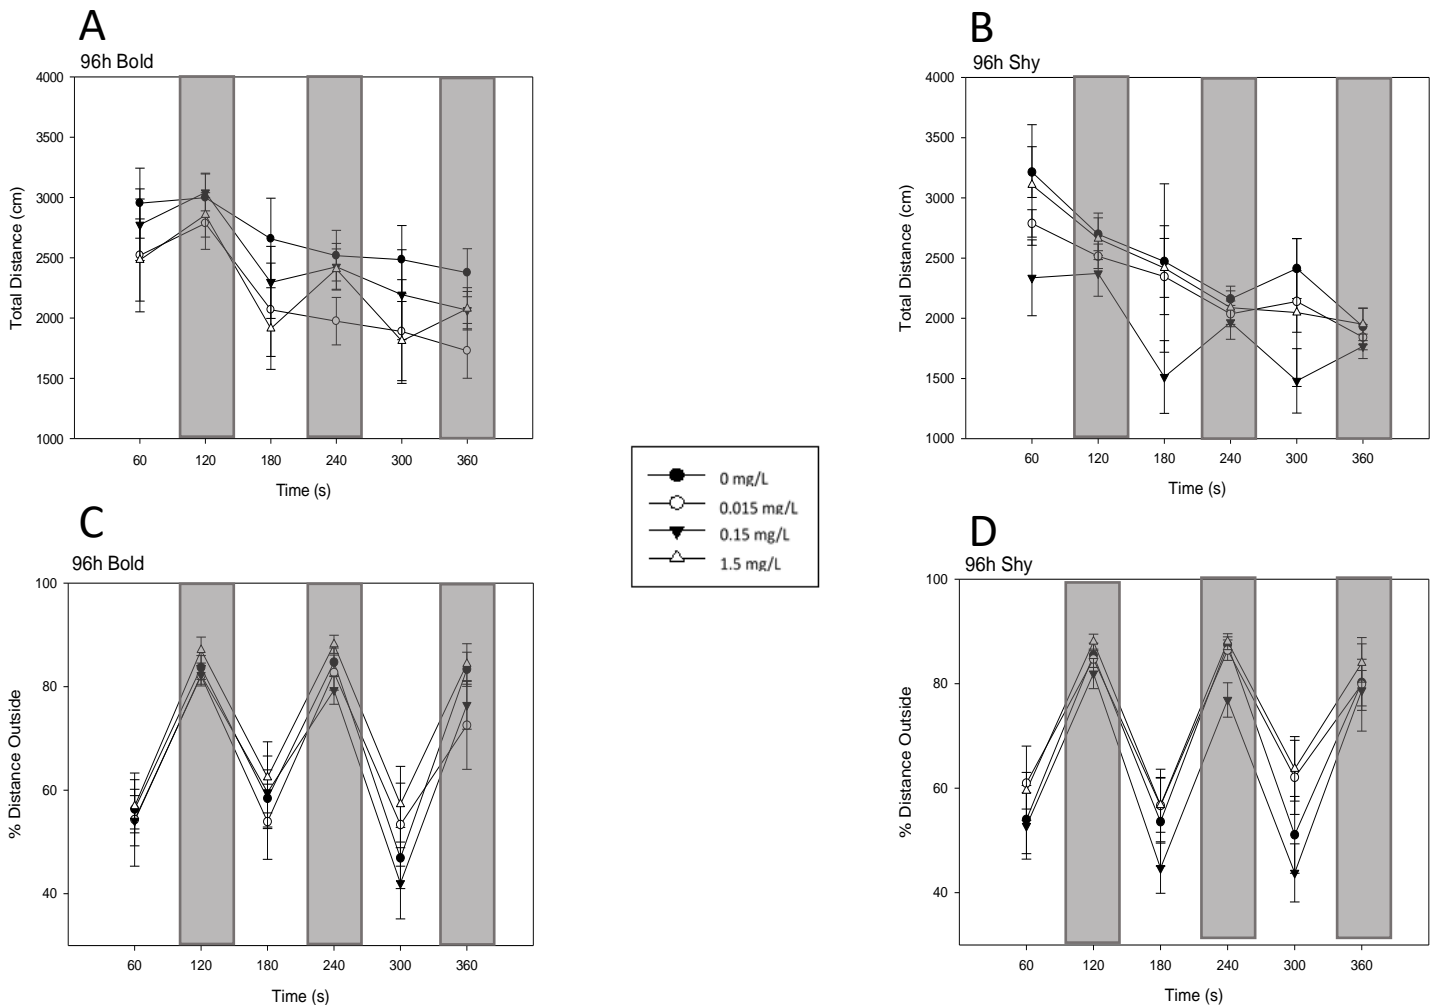 A
96h Bold
4000
3500
3000
2500
2000
1500
1000
Total Distance (cm)
60 120 180 240 300 360
Time (s)
B
96h Shy
4000
3500
3000
2500
2000
1500
1000
Total Distance (cm)
60 120 180 240 300 360
Time (s)
0 mg/L
0.015 mg/L
0.15 mg/L
1.5 mg/L
C
96h Bold
100
80
60
40
% Distance Outside
60 120 180 240 300 360
Time (s)
D
96h Shy
100
80
60
40
% Distance Outside
60 120 180 240 300 360
Time (s)